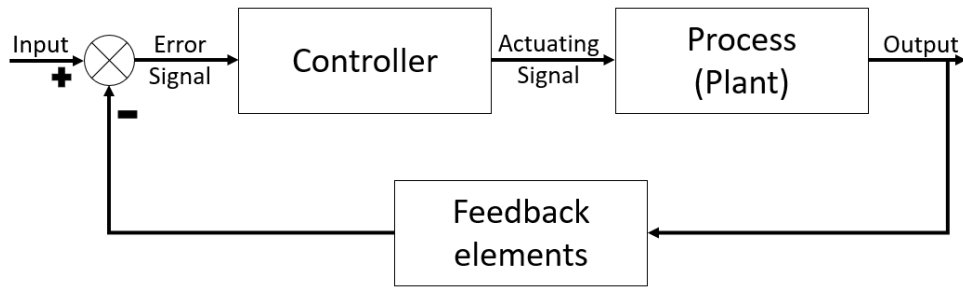 Input
+
Error
Signal
Controller
Actuating
Signal
Process
(Plant)
Output
−
Feedback
elements